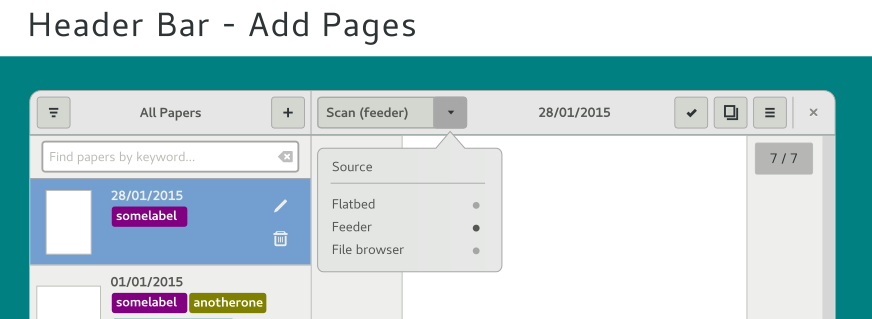 Header Bar - Add Pages
All Papers
Scan (feeder)
28/01/2015
Find papers by keyword...
7 / 7
Source
28/01/2015
somelabel
Flatbed
Feeder
File browser
01/01/2015
somelabel anotherone